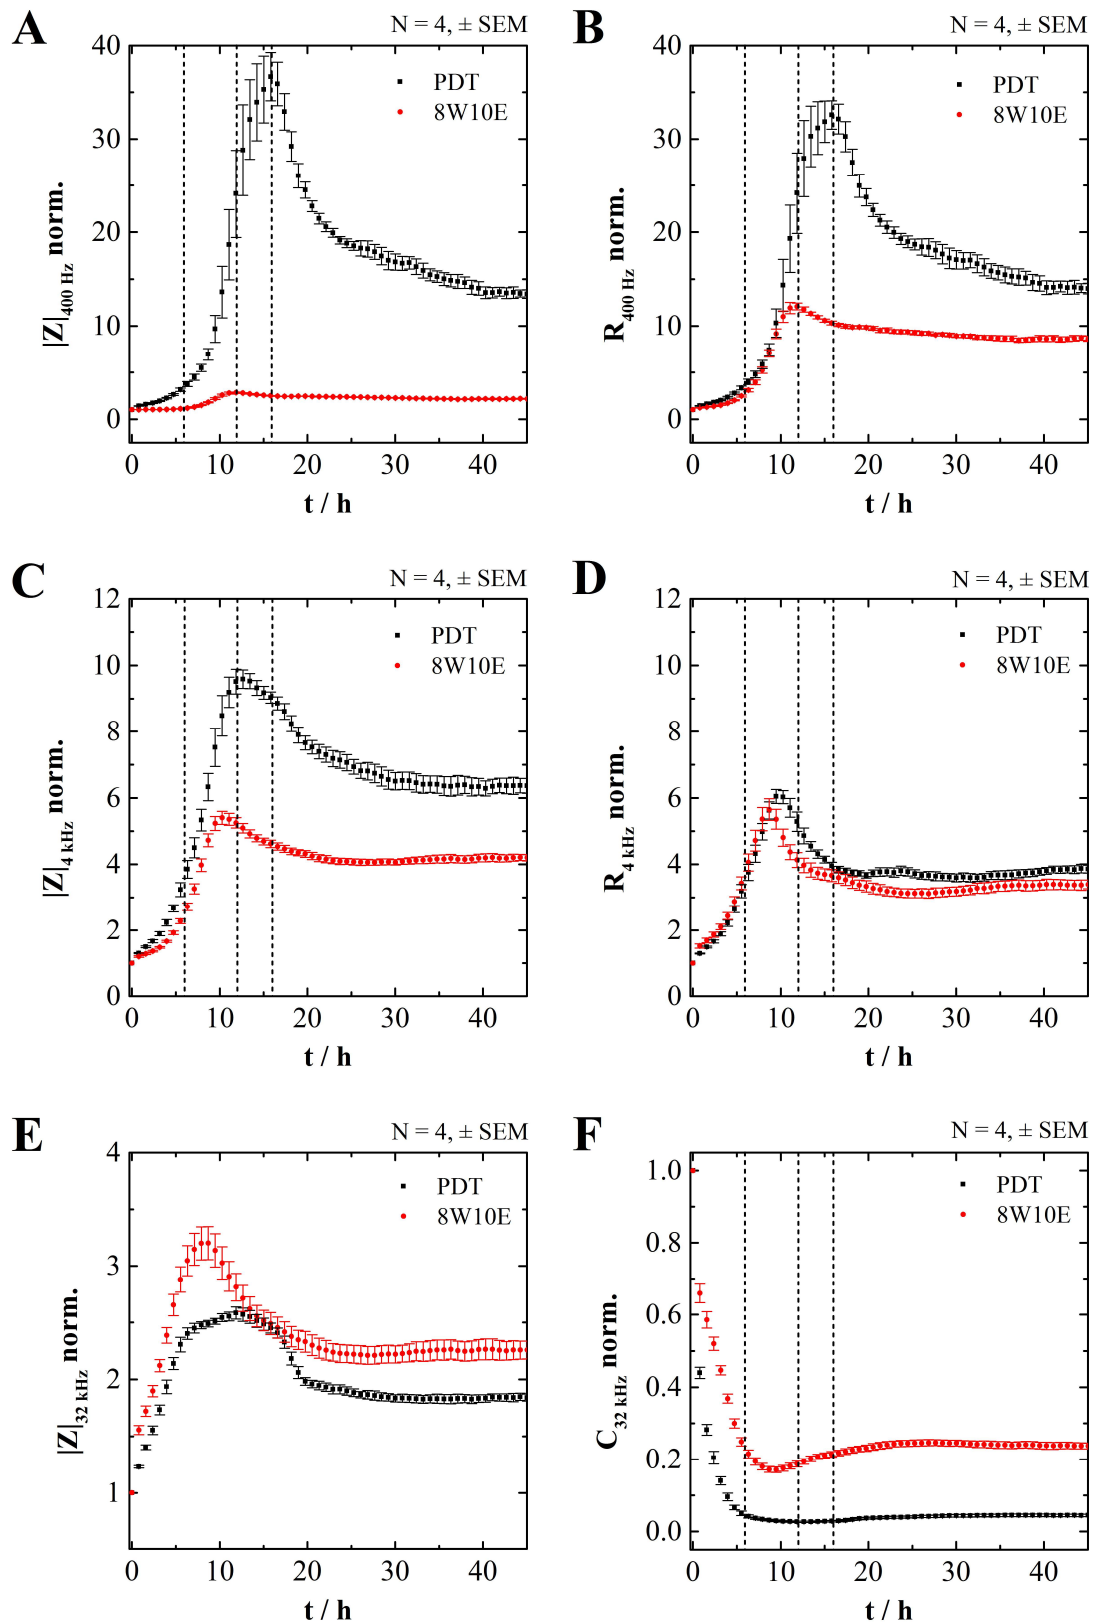 A
N = 4, ± SEM
40
30
20
10
0
|Z|400 Hz norm.
PDT
8W10E
0 10 20 30 40
t / h
B
N = 4, ± SEM
40
30
20
10
0
R400 Hz norm.
PDT
8W10E
0 10 20 30 40
t / h
C
N = 4, ± SEM
12
10
8
6
4
2
0
|Z|4 kHz norm.
PDT
8W10E
0 10 20 30 40
t / h
D
N = 4, ± SEM
12
10
8
6
4
2
0
R4 kHz norm.
PDT
8W10E
0 10 20 30 40
t / h
E
N = 4, ± SEM
4
3
2
1
|Z|32 kHz norm.
PDT
8W10E
0 10 20 30 40
t / h
F
N = 4, ± SEM
1.0
0.8
0.6
0.4
0.2
0.0
C32 kHz norm.
PDT
8W10E
0 10 20 30 40
t / h